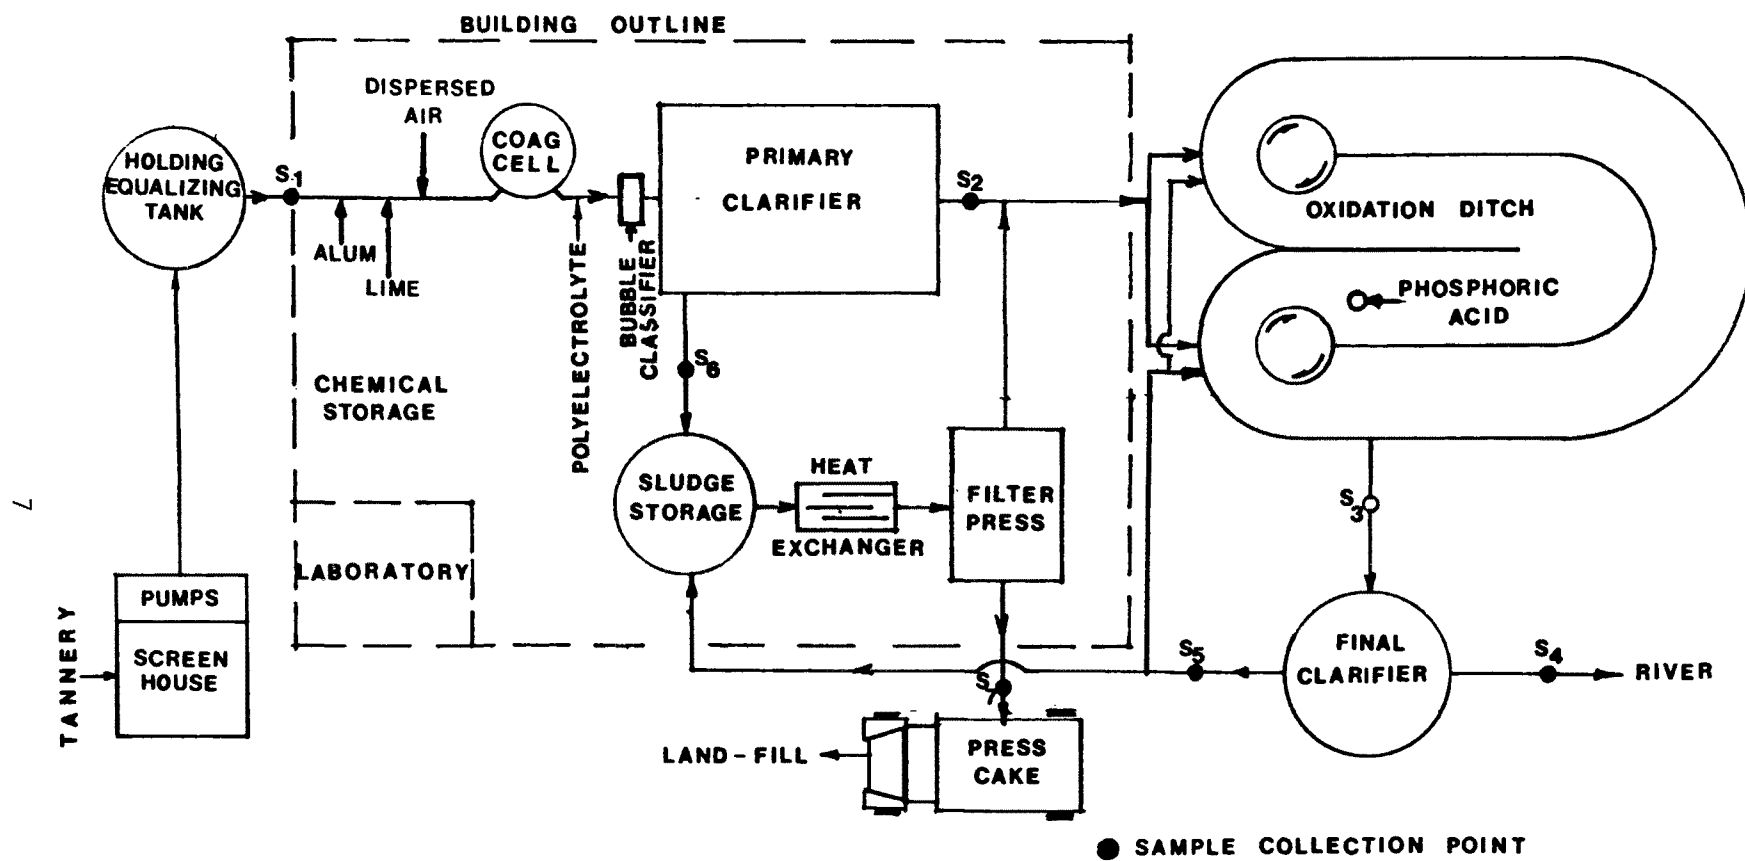 BUILDING OUTLINE
DISPERSED
AIR
COAG
CELL
HOLDING
EQUALIZING
TANK
S1
ALUM
LIME
POLYELECTROLYTE
BUBBLE
CLASSIFIER
PRIMARY
CLARIFIER
S2
OXIDATION DITCH
PHOSPHORIC
ACID
S6
CHEMICAL
STORAGE
SLUDGE
STORAGE
HEAT
EXCHANGER
FILTER
PRESS
S3
LABORATORY
PUMPS
SCREEN
HOUSE
TANNERY
FINAL
CLARIFIER
S5
S4
RIVER
S7
LAND-FILL
PRESS
CAKE
SAMPLE COLLECTION POINT
7